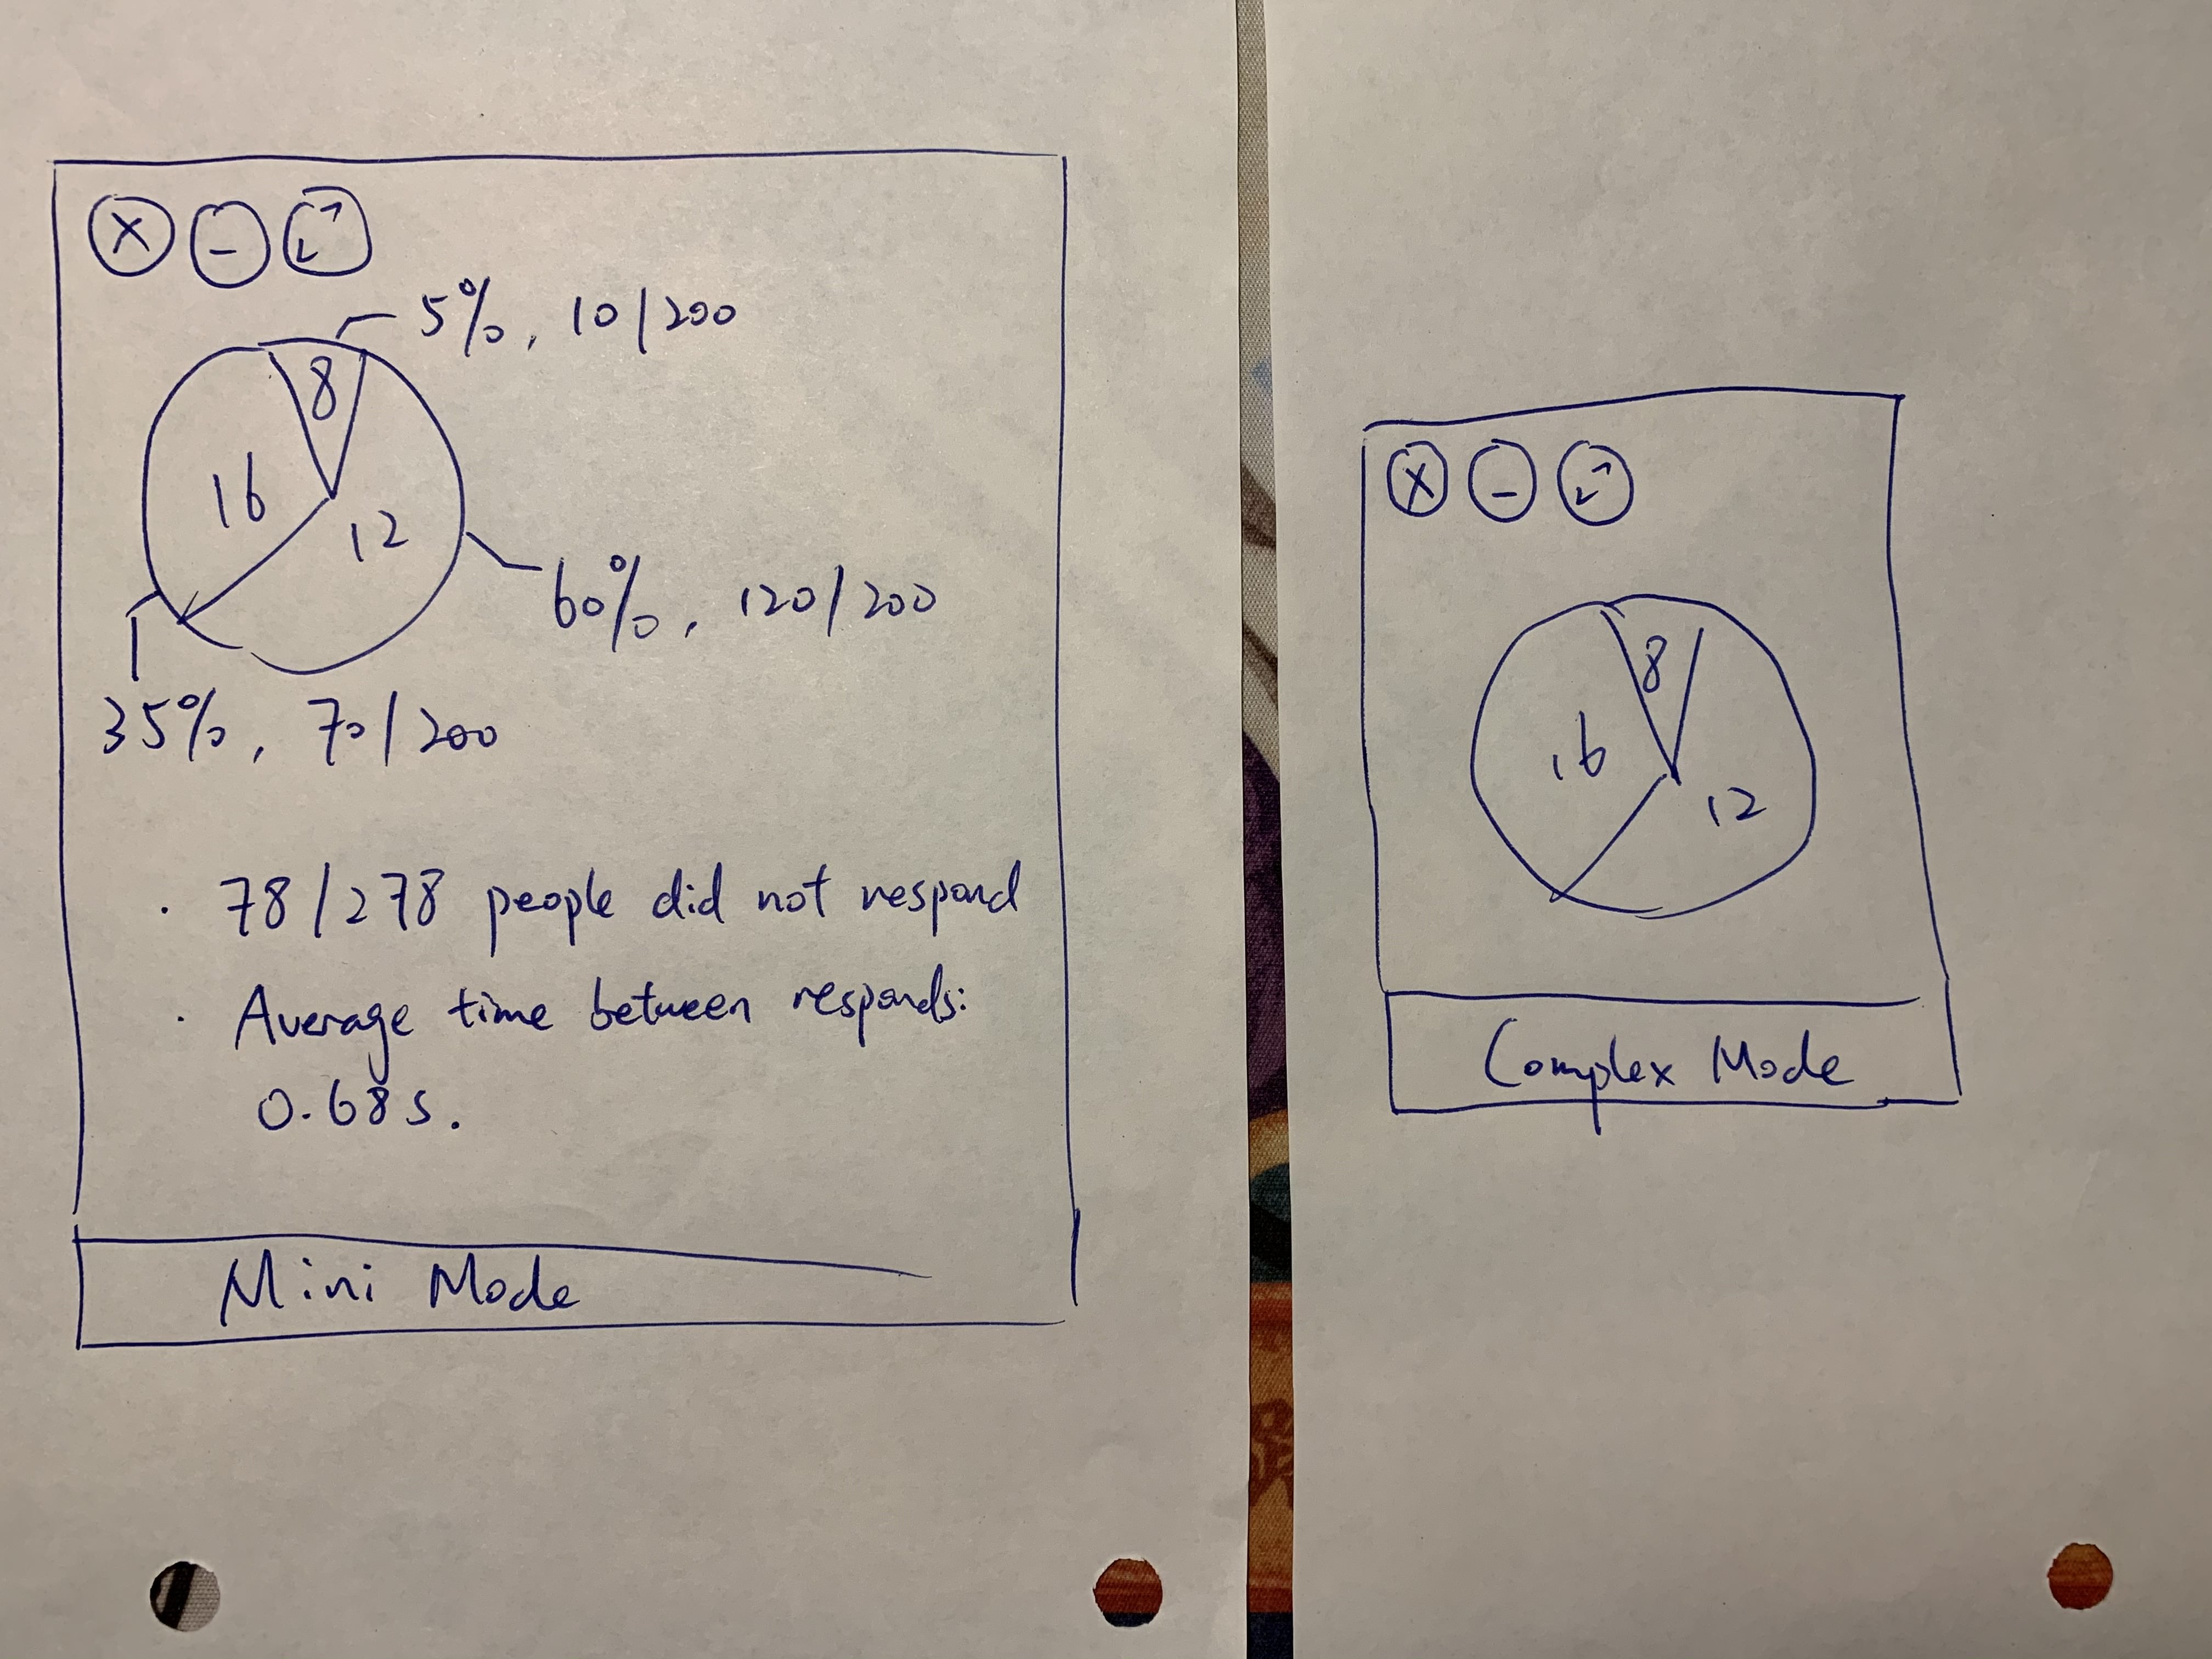 5%, 10/200
8
16
12
60%, 120/200
35%, 70/200
· 78/278 people did not respond
· Average time between responds:
0.68s.
Mini Mode
8
16
12
Complex Mode